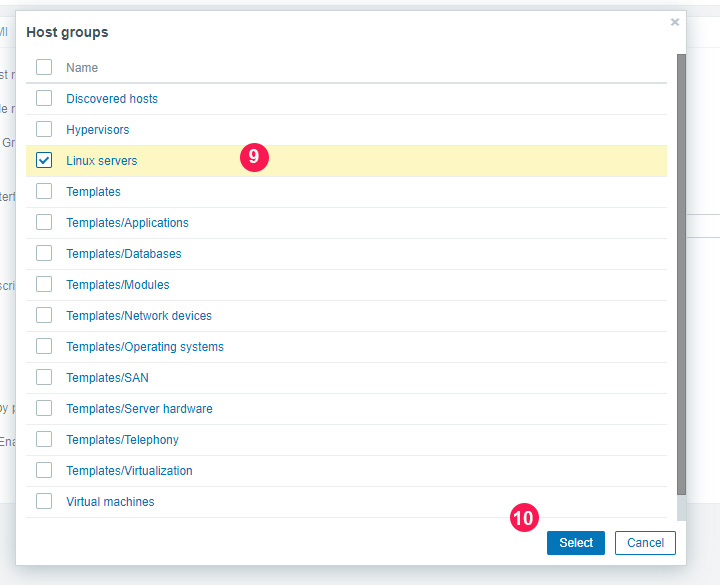 Host groups
×
Name
Discovered hosts
Hypervisors
Linux servers
9
Templates
Templates/Applications
Templates/Databases
Templates/Modules
Templates/Network devices
Templates/Operating systems
Templates/SAN
Templates/Server hardware
Templates/Telephony
Templates/Virtualization
Virtual machines
10
Select
Cancel